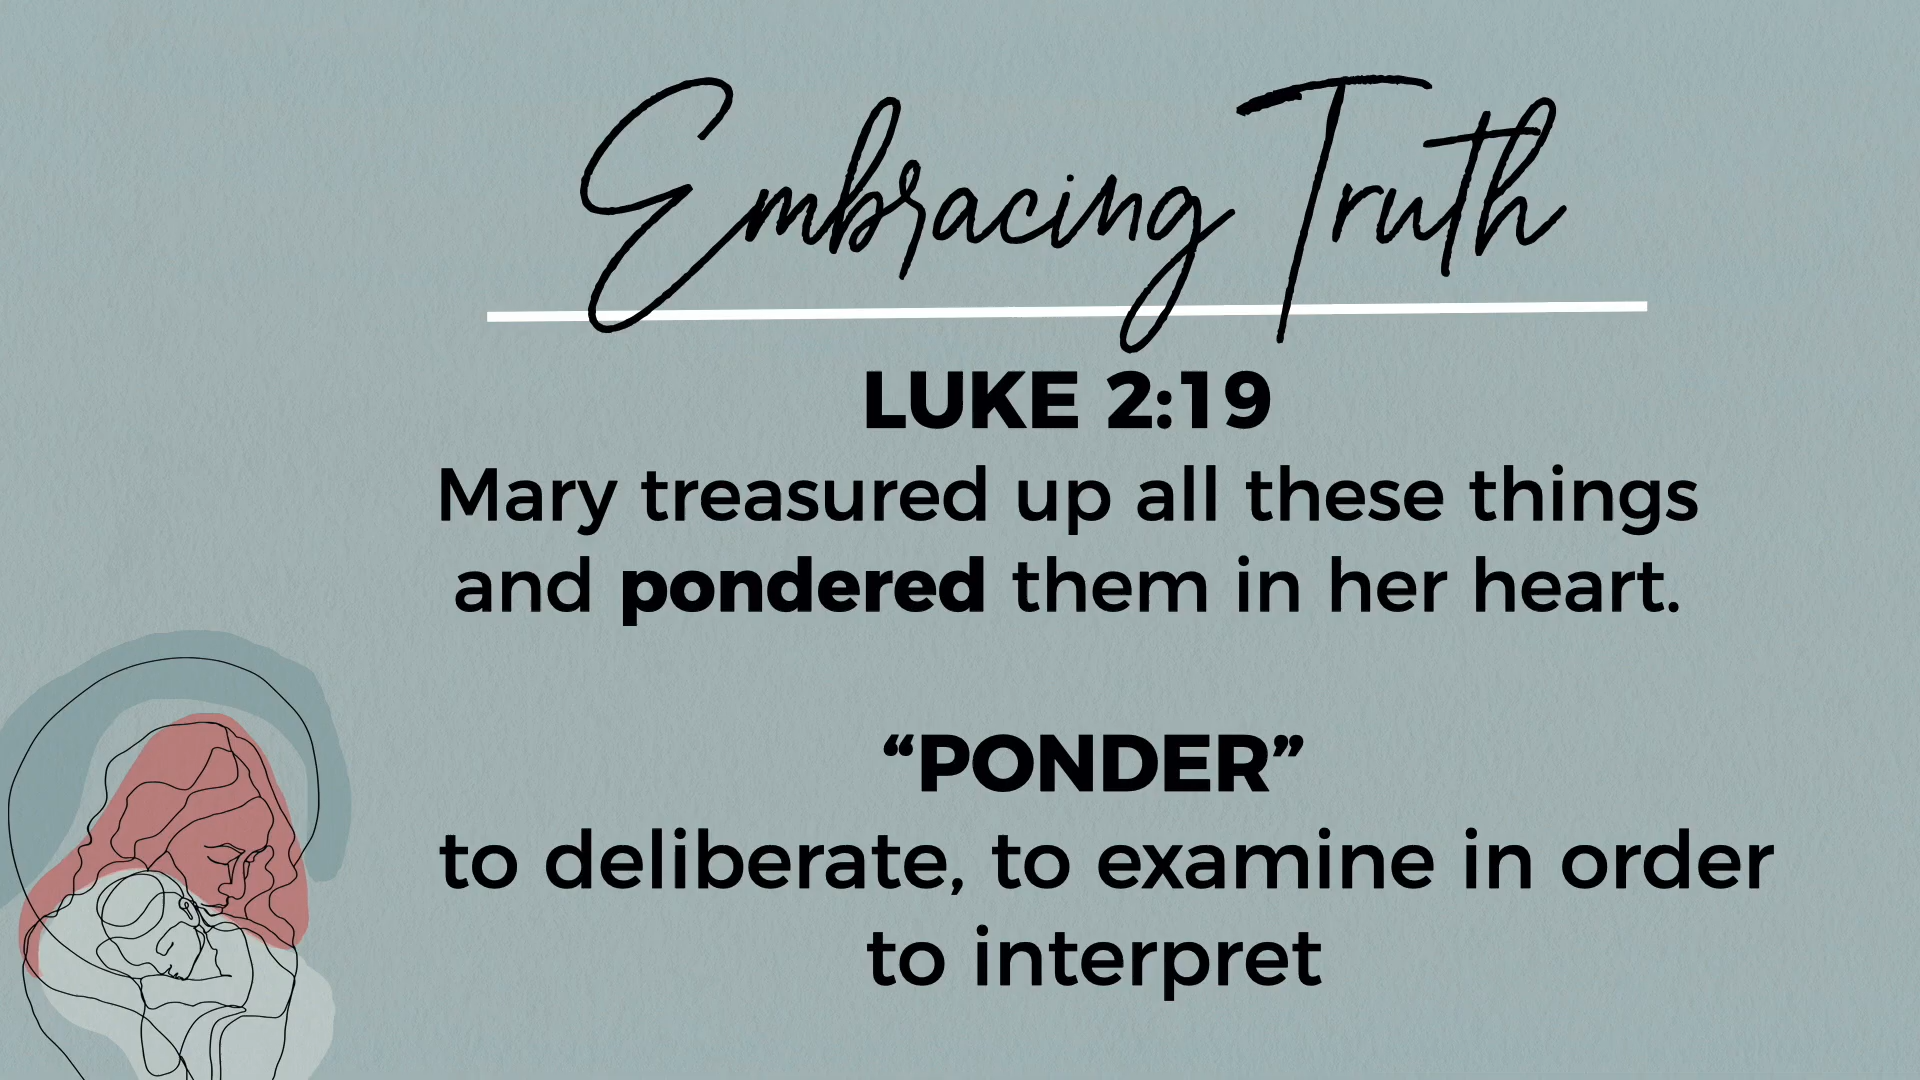 Embracing Truth
LUKE 2:19
Mary treasured up all these things
and pondered them in her heart.
“PONDER”
to deliberate, to examine in order
to interpret